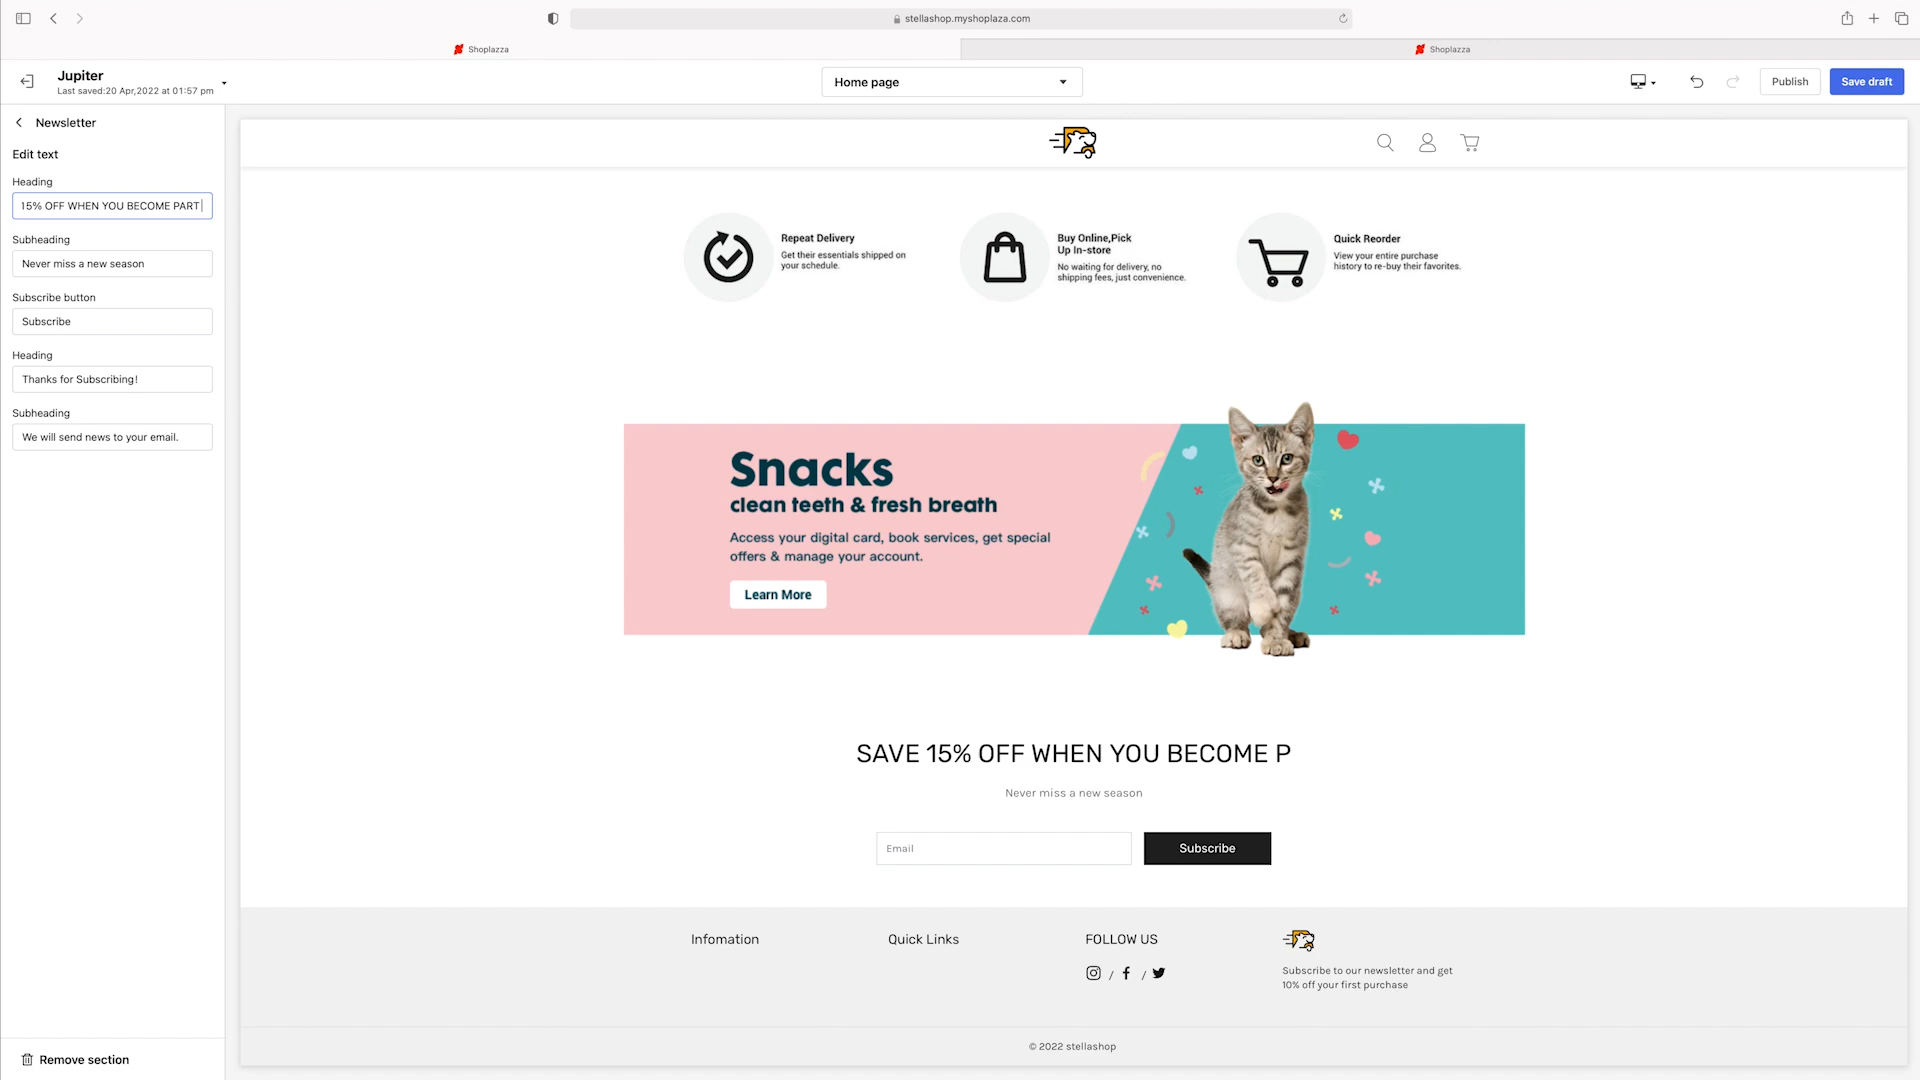 stellashop.myshoplaza.com
Shoplazza
Shoplazza
Jupiter
Last saved:20 Apr,2022 at 01:57 pm
Home page
Publish
Save draft
Newsletter
Edit text
Heading
15% OFF WHEN YOU BECOME PART
Subheading
Never miss a new season
Subscribe button
Subscribe
Heading
Thanks for Subscribing!
Subheading
We will send news to your email.
Remove section
Repeat Delivery
Get their essentials shipped on
your schedule.
Buy Online,Pick
Up In-store
No waiting for delivery, no
shipping fees, just convenience.
Quick Reorder
View your entire purchase
history to re-buy their favorites.
Snacks
clean teeth & fresh breath
Access your digital card, book services, get special
offers & manage your account.
Learn More
SAVE 15% OFF WHEN YOU BECOME P
Never miss a new season
Email
Subscribe
Infomation
Quick Links
FOLLOW US
/ /
Subscribe to our newsletter and get
10% off your first purchase
© 2022 stellashop